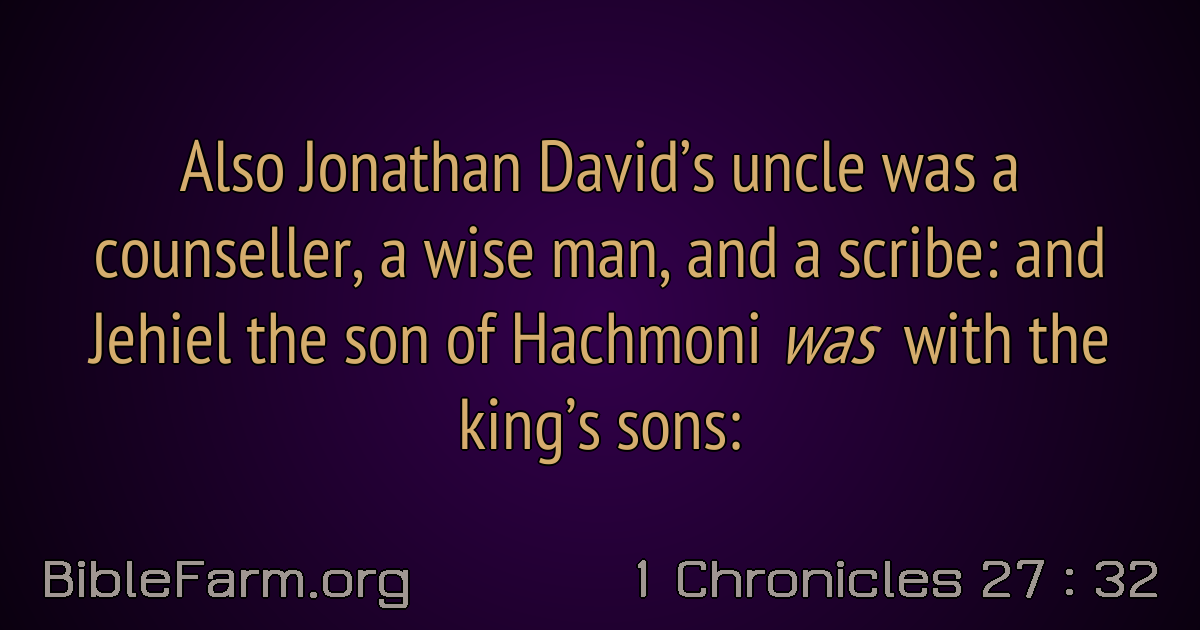 Also Jonathan David’s uncle was a
counseller, a wise man, and a scribe: and
Jehiel the son of Hachmoni was with the
king’s sons:
BibleFarm.org
1 Chronicles 27 : 32